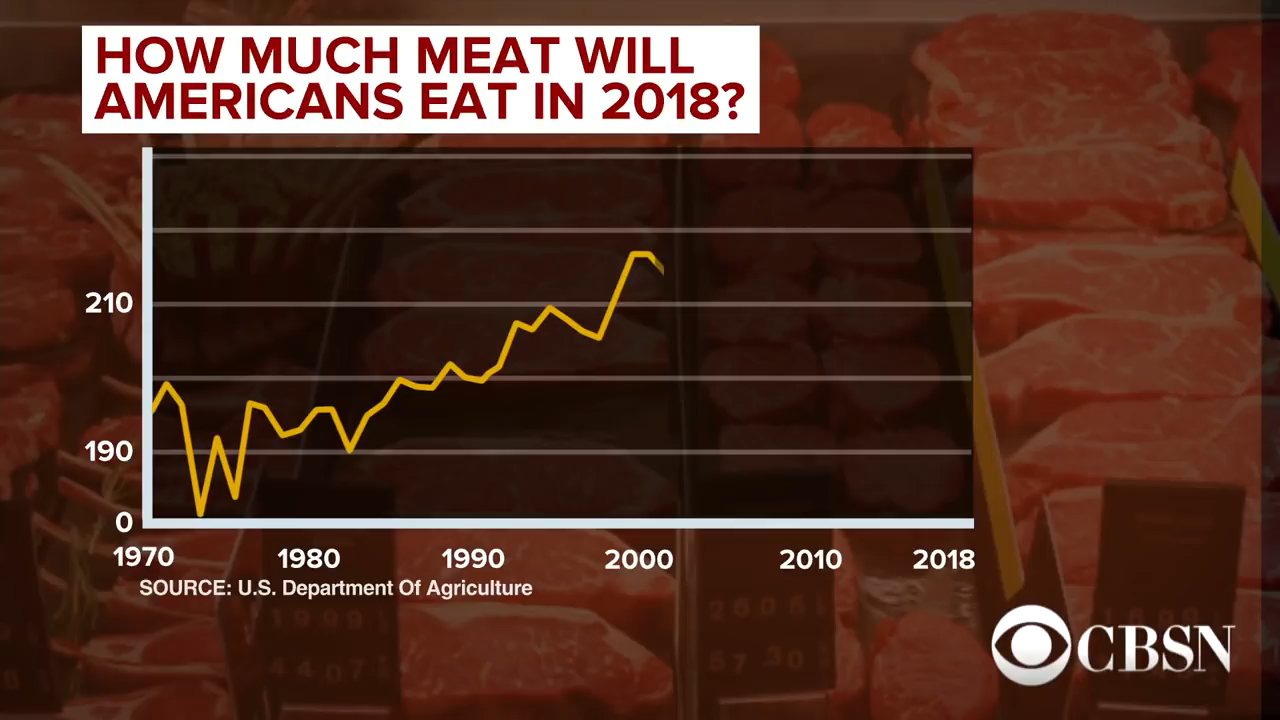 HOW MUCH MEAT WILL
AMERICANS EAT IN 2018?
210
190
0
1970 1980 1990 2000 2010 2018
SOURCE: U.S. Department Of Agriculture
CBSN